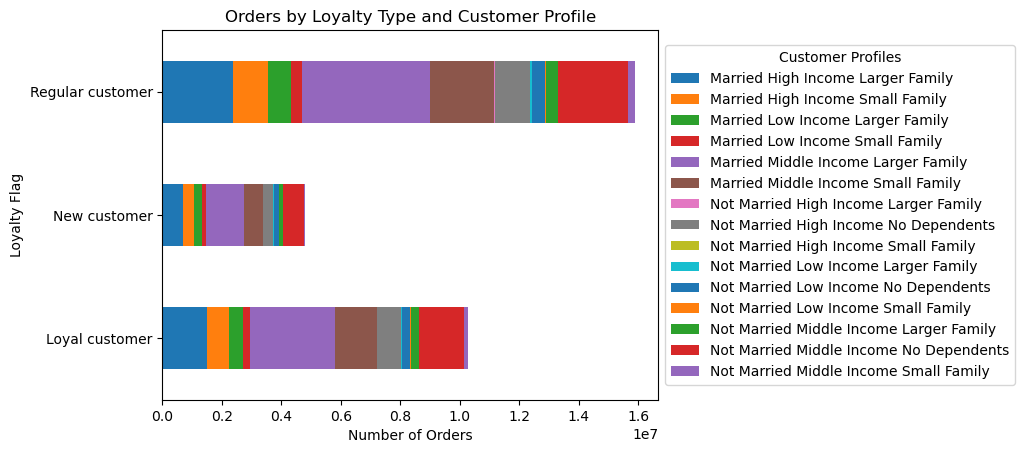 Orders by Loyalty Type and Customer Profile
Loyalty Flag
Regular customer
New customer
Loyal customer
0.0
0.2
0.4
0.6
0.8
1.0
1.2
1.4
1.6
1e7
Number of Orders
Customer Profiles
Married High Income Larger Family
Married High Income Small Family
Married Low Income Larger Family
Married Low Income Small Family
Married Middle Income Larger Family
Married Middle Income Small Family
Not Married High Income Larger Family
Not Married High Income No Dependents
Not Married High Income Small Family
Not Married Low Income Larger Family
Not Married Low Income No Dependents
Not Married Low Income Small Family
Not Married Middle Income Larger Family
Not Married Middle Income No Dependents
Not Married Middle Income Small Family